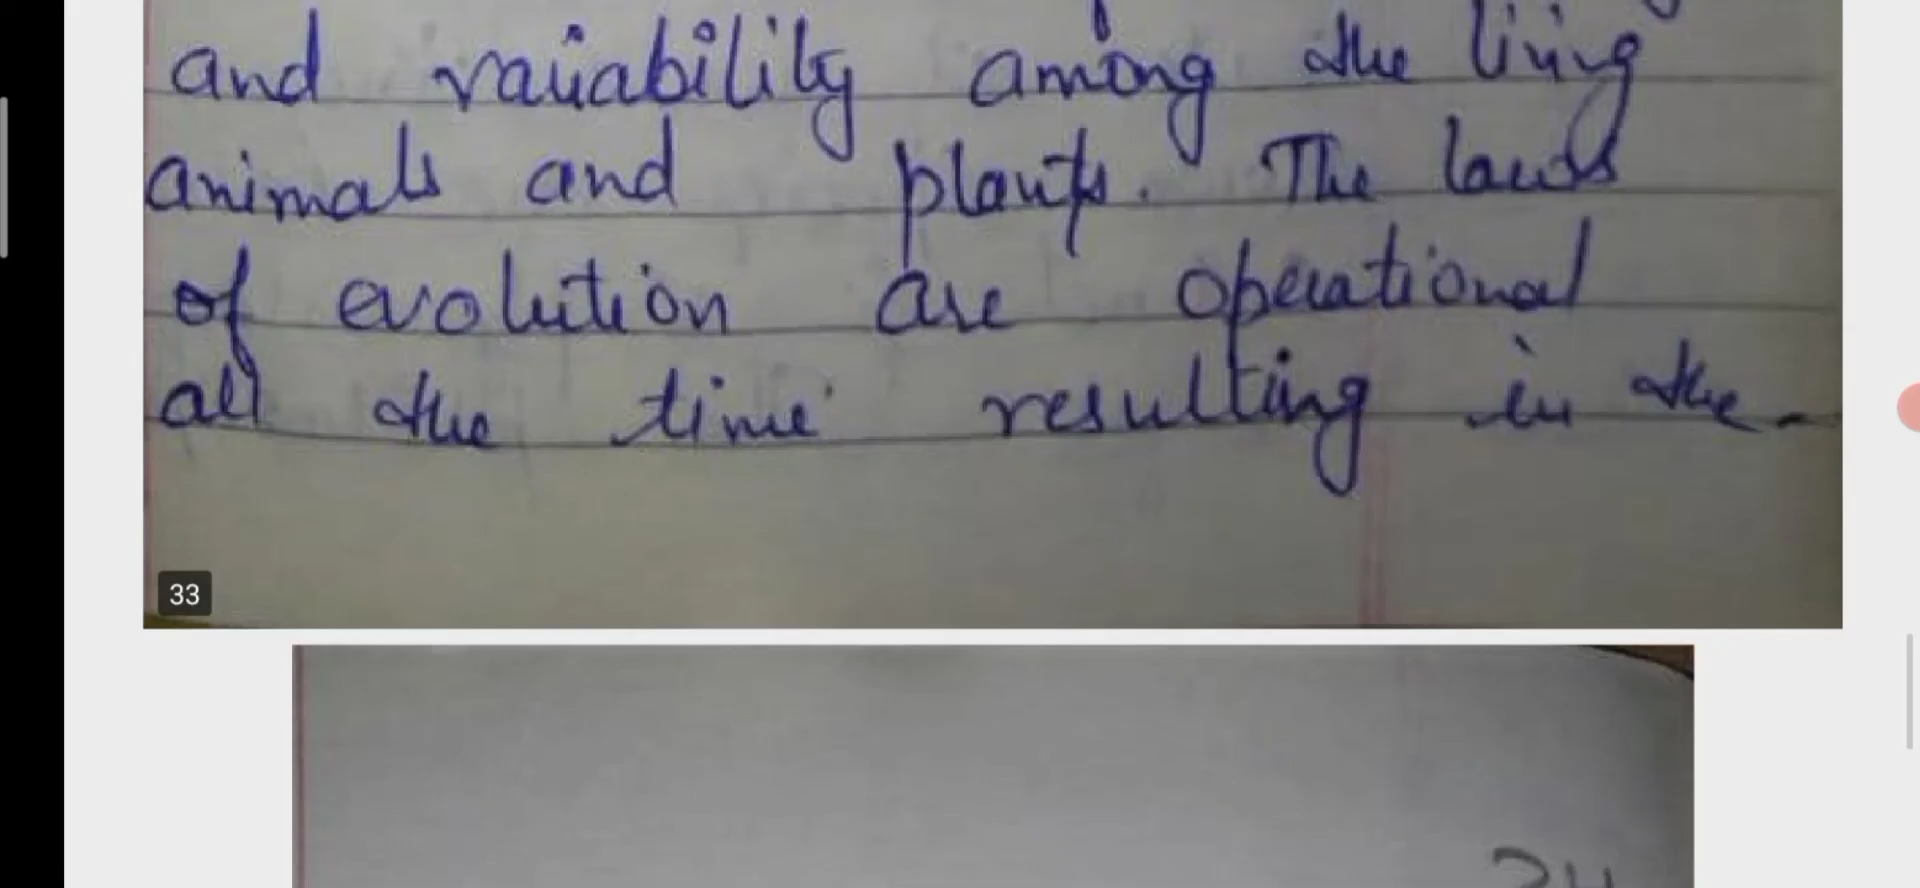 and variability among the living
animals and plants. The laws
of evolution are operational
all the time resulting in the -
33